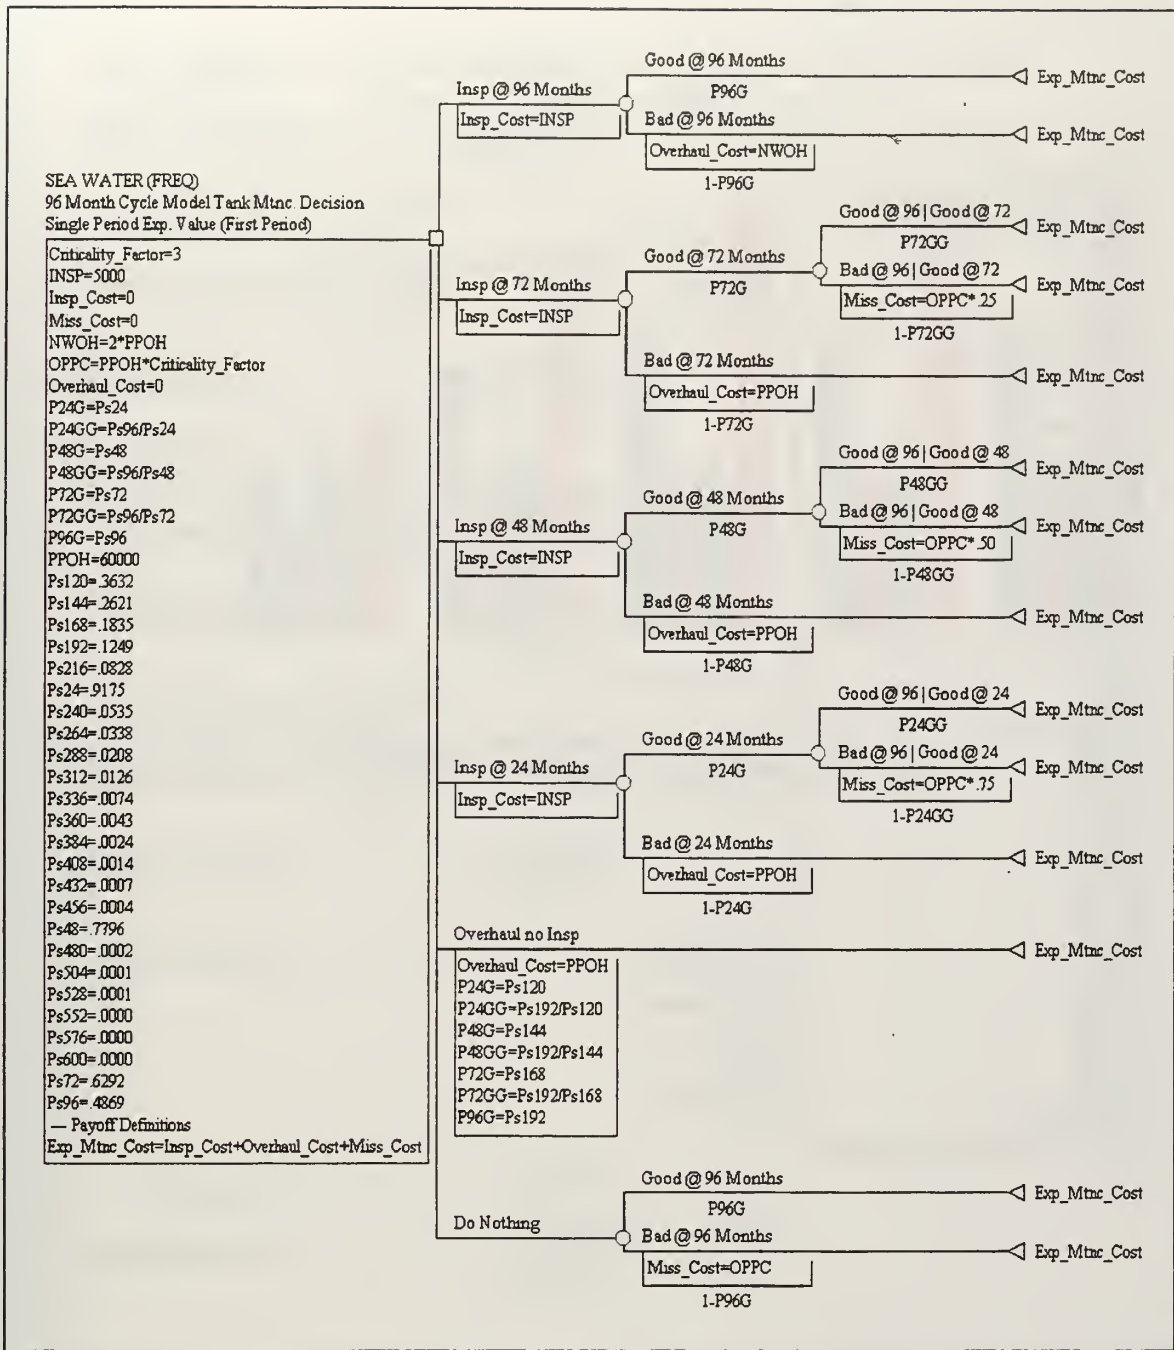 SEA WATER (FREQ)
96 Month Cycle Model Tank Mtnc. Decision
Single Period Exp. Value (First Period)
Criticality_Factor=3
INSP=5000
Insp_Cost=0
Miss_Cost=0
NWOH=2*PPOH
OPPC=PPOH*Criticality_Factor
Overhaul_Cost=0
P24G=Ps24
P24GG=Ps96/Ps24
P48G=Ps48
P48GG=Ps96/Ps48
P72G=Ps72
P72GG=Ps96/Ps72
P96G=Ps96
PPOH=60000
Ps120=.3632
Ps144=.2621
Ps168=.1835
Ps192=.1249
Ps216=.0828
Ps24=.9175
Ps240=.0535
Ps264=.0338
Ps288=.0208
Ps312=.0126
Ps336=.0074
Ps360=.0043
Ps384=.0024
Ps408=.0014
Ps432=.0007
Ps456=.0004
Ps48=.7796
Ps480=.0002
Ps504=.0001
Ps528=.0001
Ps552=.0000
Ps576=.0000
Ps600=.0000
Ps72=.6292
Ps96=.4869
— Payoff Definitions
Exp_Mtnc_Cost=Insp_Cost+Overhaul_Cost+Miss_Cost
Insp @ 96 Months
Insp_Cost=INSP
Good @ 96 Months
P96G
Exp_Mtnc_Cost
Bad @ 96 Months
Overhaul_Cost=NWOH
1-P96G
Exp_Mtnc_Cost
Insp @ 72 Months
Insp_Cost=INSP
Good @ 72 Months
P72G
Good @ 96 | Good @ 72
P72GG
Exp_Mtnc_Cost
Bad @ 96 | Good @ 72
Miss_Cost=OPPC*.25
1-P72GG
Exp_Mtnc_Cost
Bad @ 72 Months
Overhaul_Cost=PPOH
1-P72G
Exp_Mtnc_Cost
Insp @ 48 Months
Insp_Cost=INSP
Good @ 48 Months
P48G
Good @ 96 | Good @ 48
P48GG
Exp_Mtnc_Cost
Bad @ 96 | Good @ 48
Miss_Cost=OPPC*.50
1-P48GG
Exp_Mtnc_Cost
Bad @ 48 Months
Overhaul_Cost=PPOH
1-P48G
Exp_Mtnc_Cost
Insp @ 24 Months
Insp_Cost=INSP
Good @ 24 Months
P24G
Good @ 96 | Good @ 24
P24GG
Exp_Mtnc_Cost
Bad @ 96 | Good @ 24
Miss_Cost=OPPC*.75
1-P24GG
Exp_Mtnc_Cost
Bad @ 24 Months
Overhaul_Cost=PPOH
1-P24G
Exp_Mtnc_Cost
Overhaul no Insp
Overhaul_Cost=PPOH
P24G=Ps120
P24GG=Ps192/Ps120
P48G=Ps144
P48GG=Ps192/Ps144
P72G=Ps168
P72GG=Ps192/Ps168
P96G=Ps192
Exp_Mtnc_Cost
Do Nothing
Good @ 96 Months
P96G
Exp_Mtnc_Cost
Bad @ 96 Months
Miss_Cost=OPPC
1-P96G
Exp_Mtnc_Cost